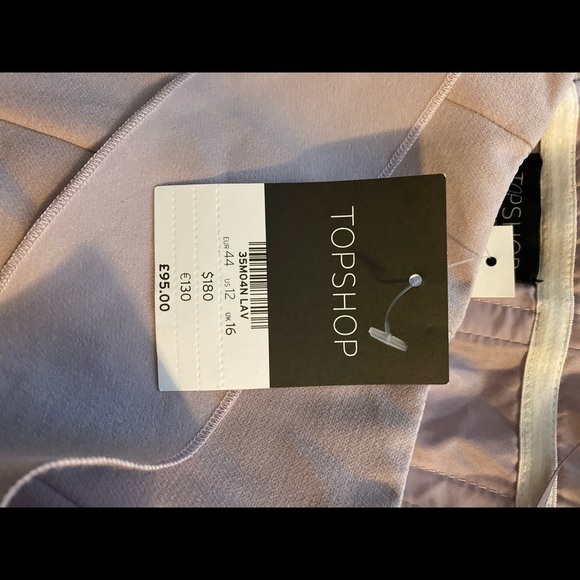 TOPSHOP
35M04N LAV
EUR 44 US 12 UK 16
$180
€130
£95.00
TOPSHOP